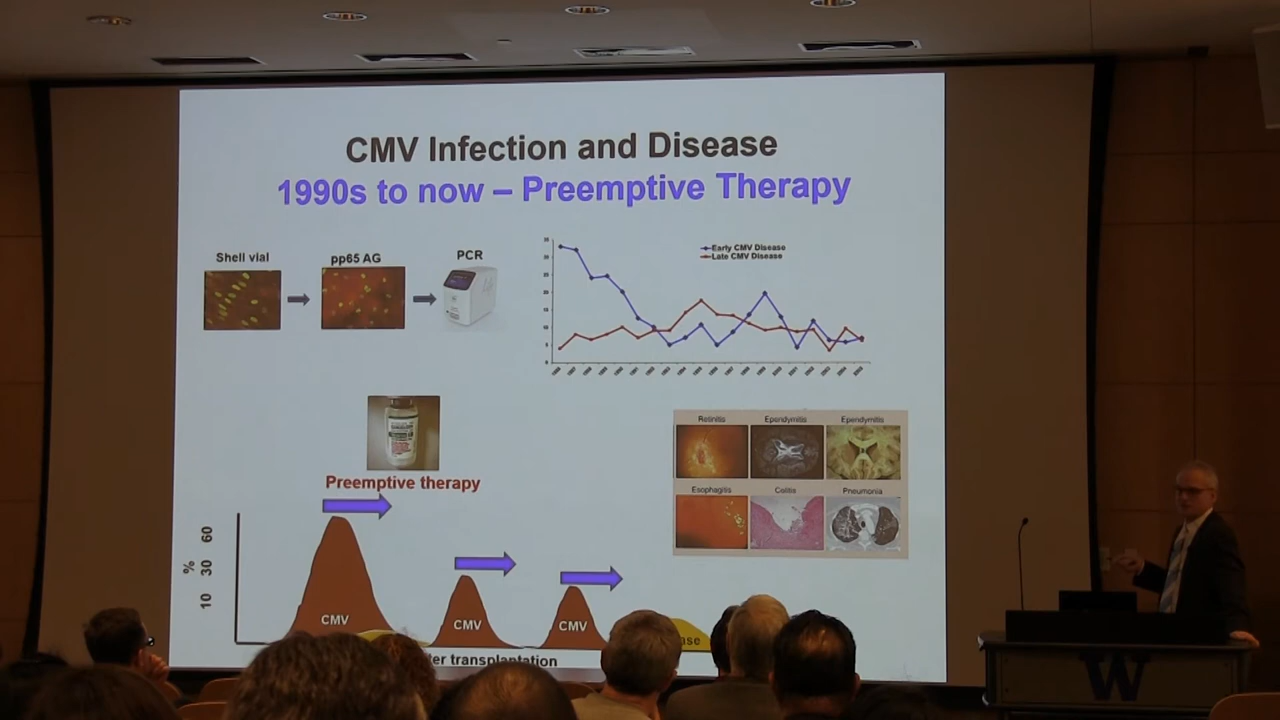 CMV Infection and Disease
1990s to now – Preemptive Therapy
Shell vial
pp65 AG
PCR
Early CMV Disease
Late CMV Disease
Retinitis
Ependymitis
Ependymitis
Esophagitis
Colitis
Pneumonia
Preemptive therapy
%
60
30
10
CMV
CMV
CMV
transplantation
W